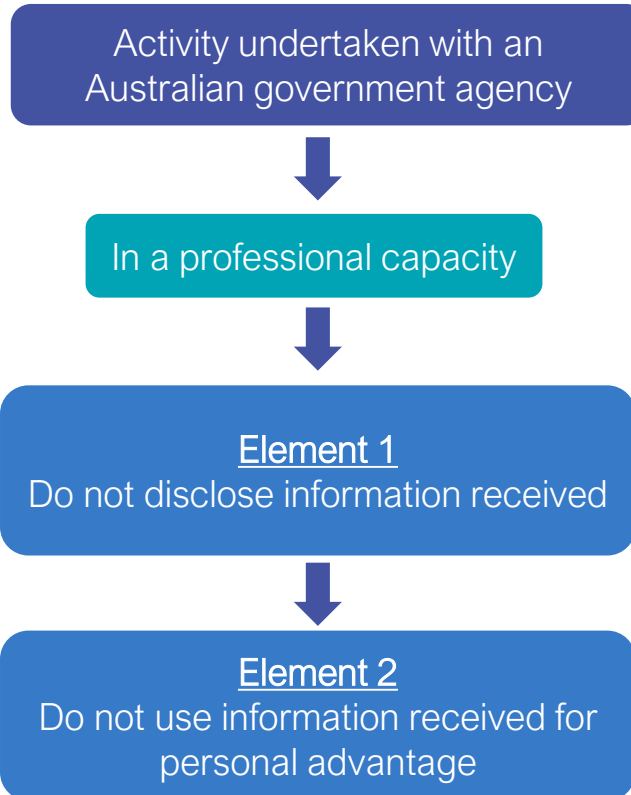 Activity undertaken with an
Australian government agency
In a professional capacity
Element 1
Do not disclose information received
Element 2
Do not use information received for
personal advantage